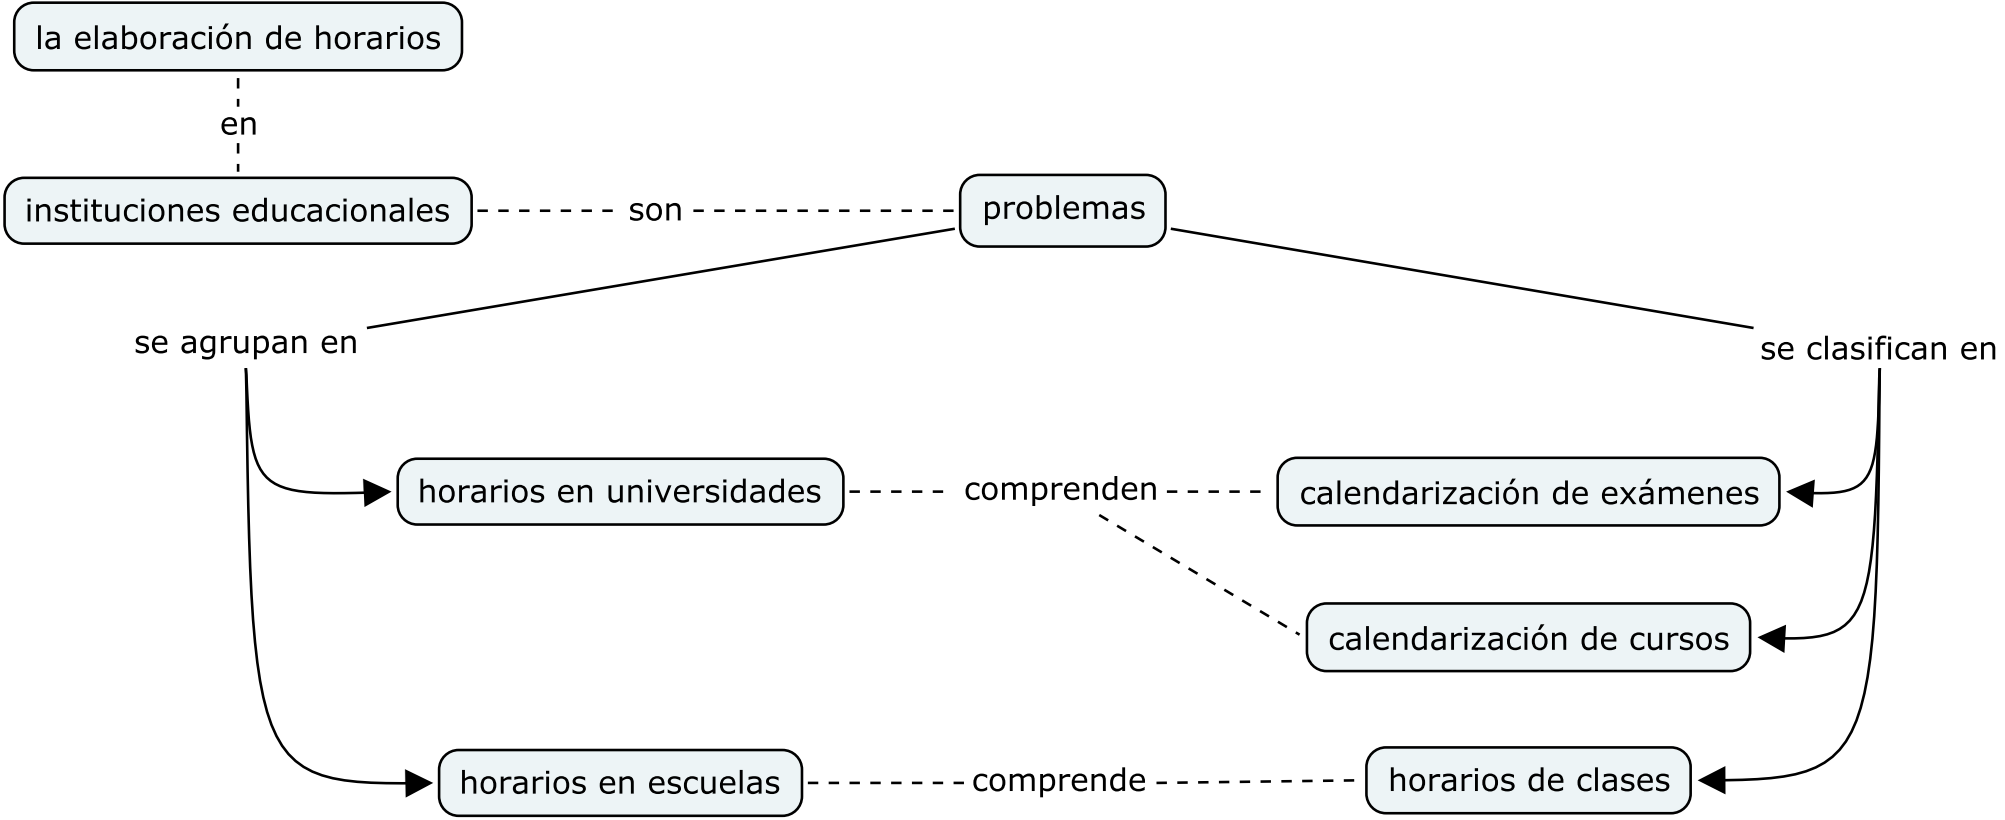 la elaboración de horarios
en
instituciones educacionales
son
problemas
se agrupan en
se clasifican en
horarios en universidades
comprenden
calendarización de exámenes
calendarización de cursos
horarios en escuelas
comprende
horarios de clases